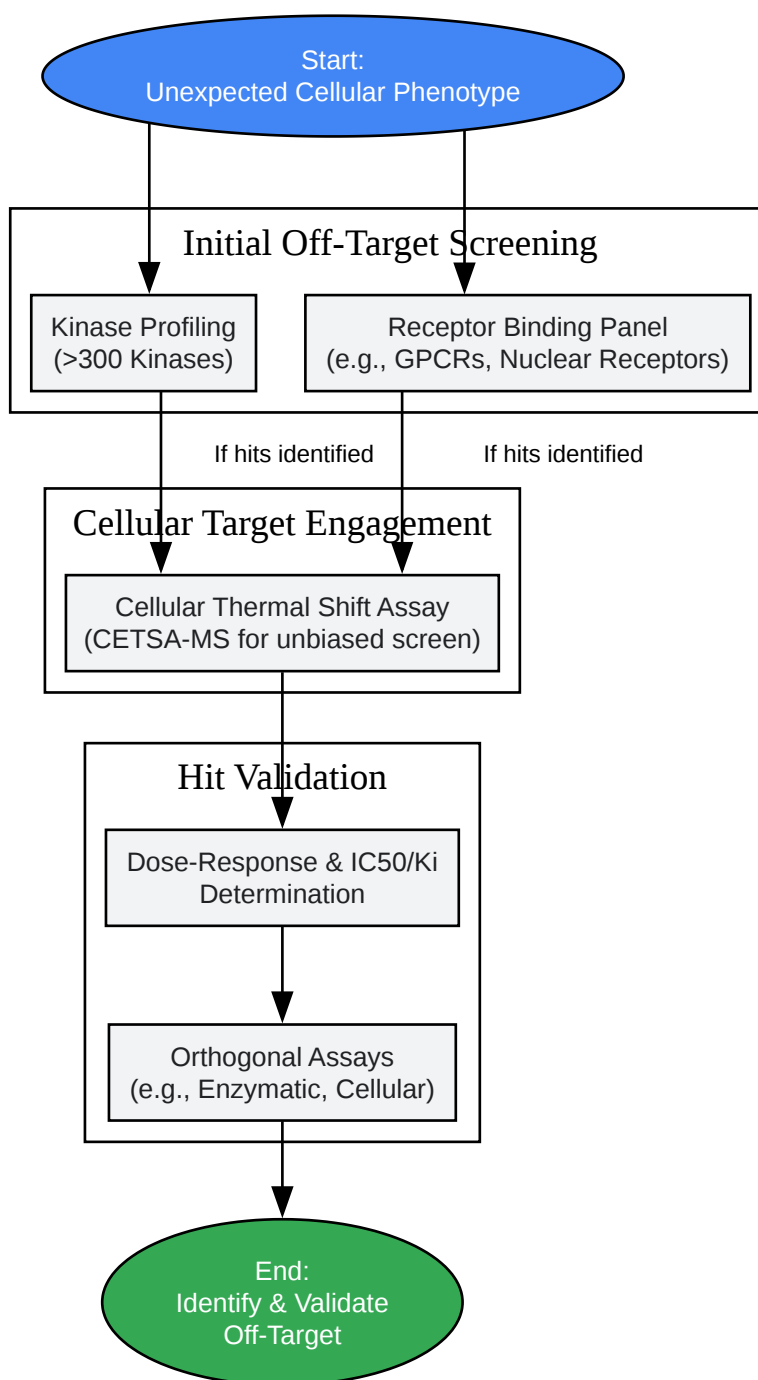 Start:
Unexpected Cellular Phenotype
Initial Off-Target Screening
Kinase Profiling
(>300 Kinases)
Receptor Binding Panel
(e.g., GPCRs, Nuclear Receptors)
If hits identified
If hits identified
Cellular Target Engagement
Cellular Thermal Shift Assay
(CETSA-MS for unbiased screen)
Hit Validation
Dose-Response & IC50/Ki
Determination
Orthogonal Assays
(e.g., Enzymatic, Cellular)
End:
Identify & Validate
Off-Target